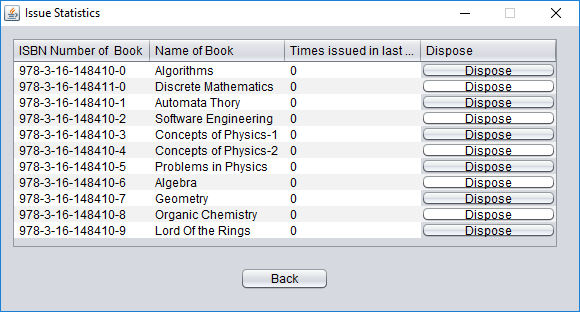 Issue Statistics
ISBN Number of Book Name of Book Times issued in last ... Dispose
978-3-16-148410-0 Algorithms 0 Dispose
978-3-16-148411-0 Discrete Mathematics 0 Dispose
978-3-16-148410-1 Automata Thory 0 Dispose
978-3-16-148410-2 Software Engineering 0 Dispose
978-3-16-148410-3 Concepts of Physics-1 0 Dispose
978-3-16-148410-4 Concepts of Physics-2 0 Dispose
978-3-16-148410-5 Problems in Physics 0 Dispose
978-3-16-148410-6 Algebra 0 Dispose
978-3-16-148410-7 Geometry 0 Dispose
978-3-16-148410-8 Organic Chemistry 0 Dispose
978-3-16-148410-9 Lord Of the Rings 0 Dispose
Back